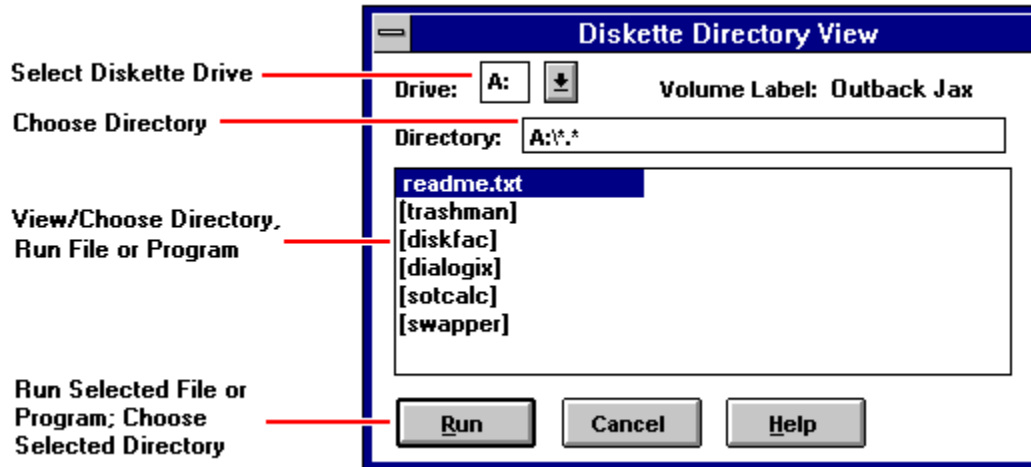 Diskette Directory View
Select Diskette Drive
Drive: A: Volume Label: Outback Jax
Choose Directory
Directory: A:\*.*
readme.txt
[trashman]
View/Choose Directory,
Run File or Program
[diskfac]
[dialogix]
[sotcalc]
[swapper]
Run Selected File or
Program; Choose
Selected Directory
Run Cancel Help